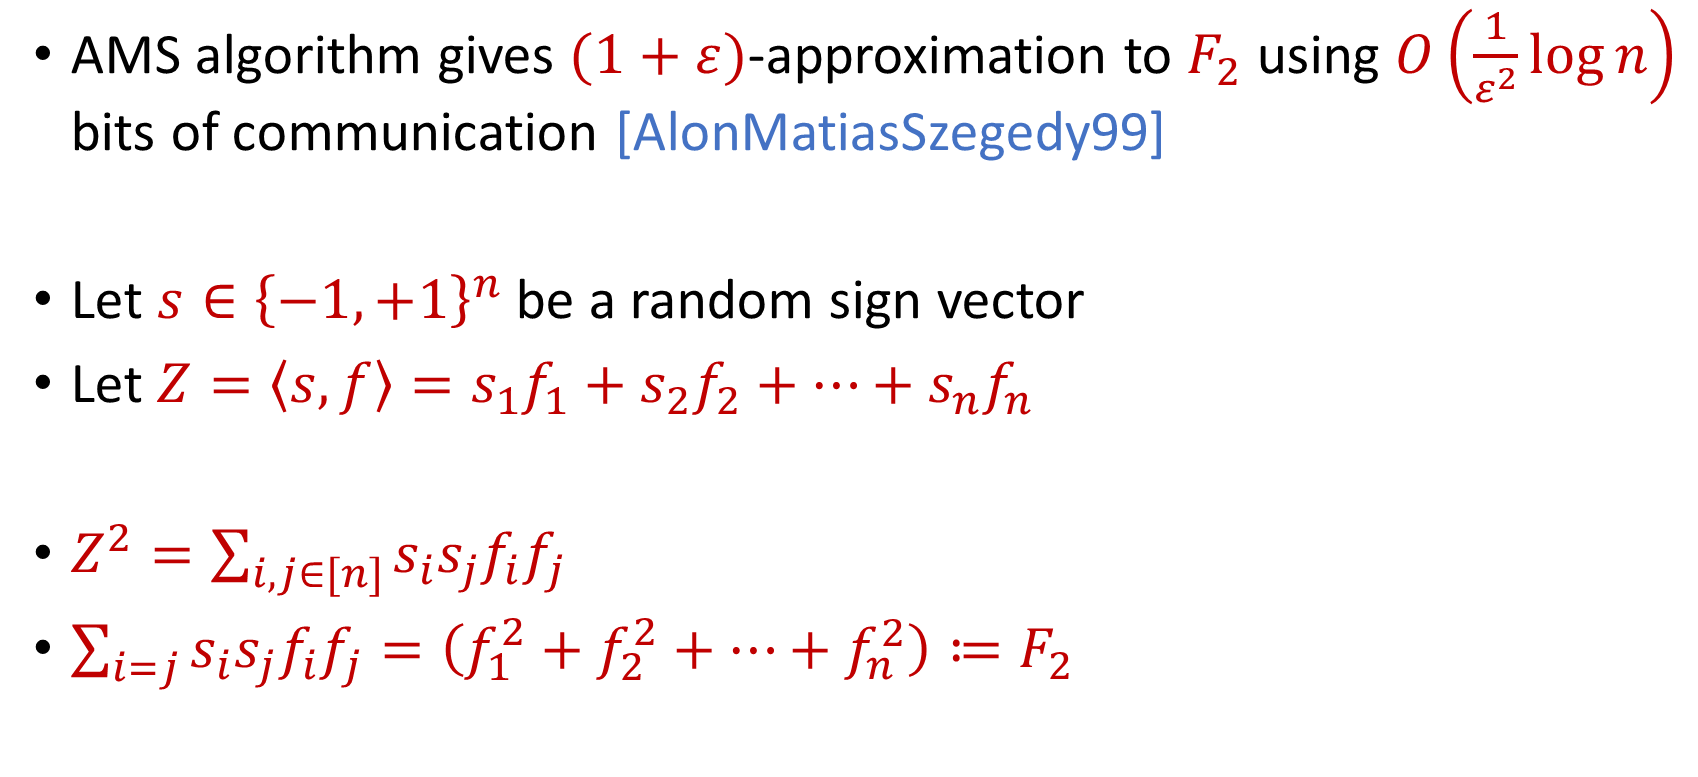 • AMS algorithm gives (1 + ε)-approximation to F₂ using O(1/ε² log n)
bits of communication [AlonMatiasSzegedy99]
• Let s ∈ {−1, +1}ⁿ be a random sign vector
• Let Z = ⟨s, f⟩ = s₁f₁ + s₂f₂ + ⋯ + sₙfₙ
• Z² = ∑_{i,j∈[n]} sᵢsⱼfᵢfⱼ
• ∑_{i=j} sᵢsⱼfᵢfⱼ = (f₁² + f₂² + ⋯ + fₙ²) ≔ F₂